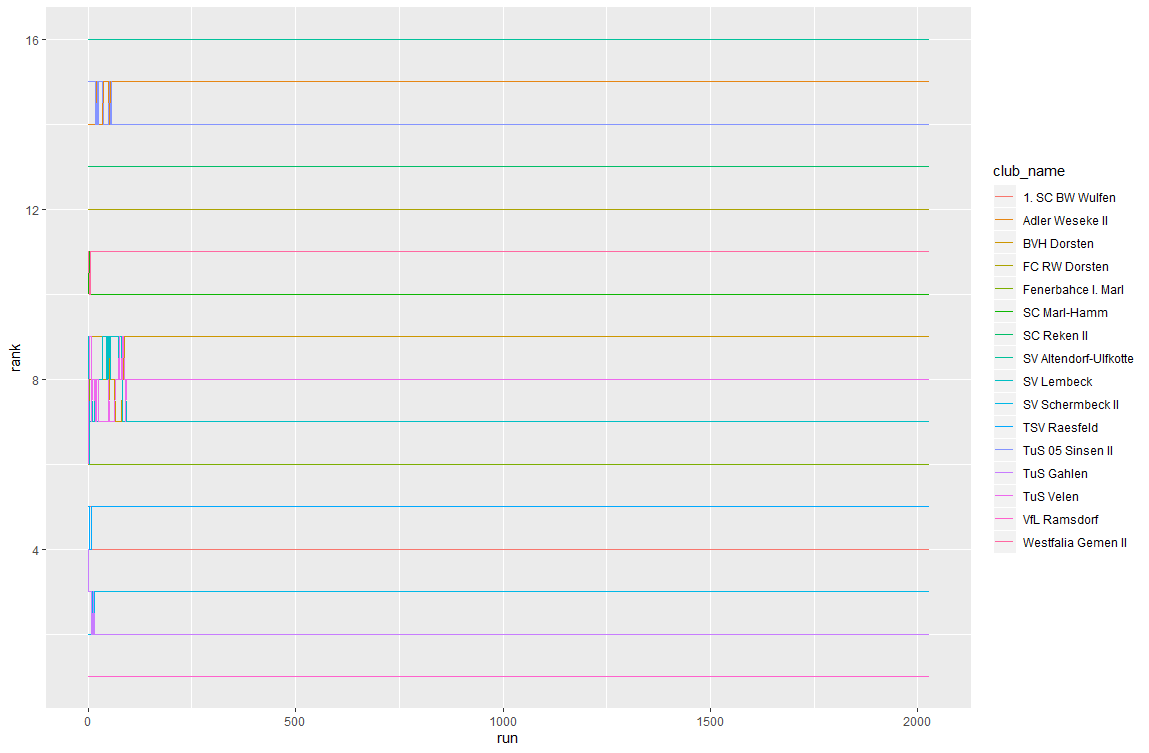 16
12
8
4
rank
0
500
1000
1500
2000
run
club_name
1. SC BW Wulfen
Adler Weseke II
BVH Dorsten
FC RW Dorsten
Fenerbahce I. Marl
SC Marl-Hamm
SC Reken II
SV Altendorf-Ulfkotte
SV Lembeck
SV Schermbeck II
TSV Raesfeld
TuS 05 Sinsen II
TuS Gahlen
TuS Velen
VfL Ramsdorf
Westfalia Gemen II